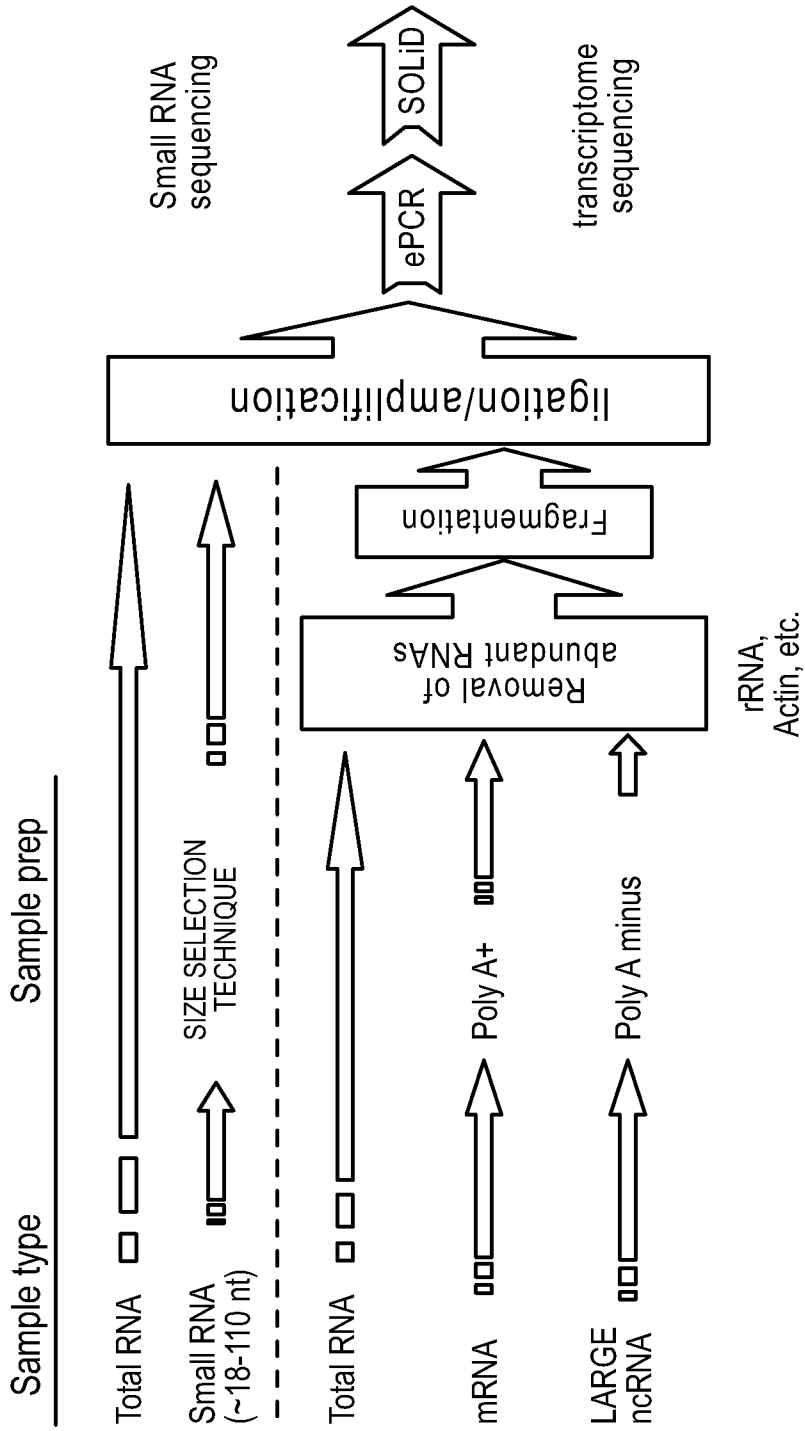 Sample type
Sample prep
Total RNA
Small RNA
(~18-110 nt)
SIZE SELECTION
TECHNIQUE
Total RNA
mRNA
Poly A+
LARGE
ncRNA
Poly A minus
Removal of
abundant RNAs
rRNA,
Actin, etc.
Fragmentation
ligation/amplification
ePCR
SOLiD
Small RNA
sequencing
transcriptome
sequencing